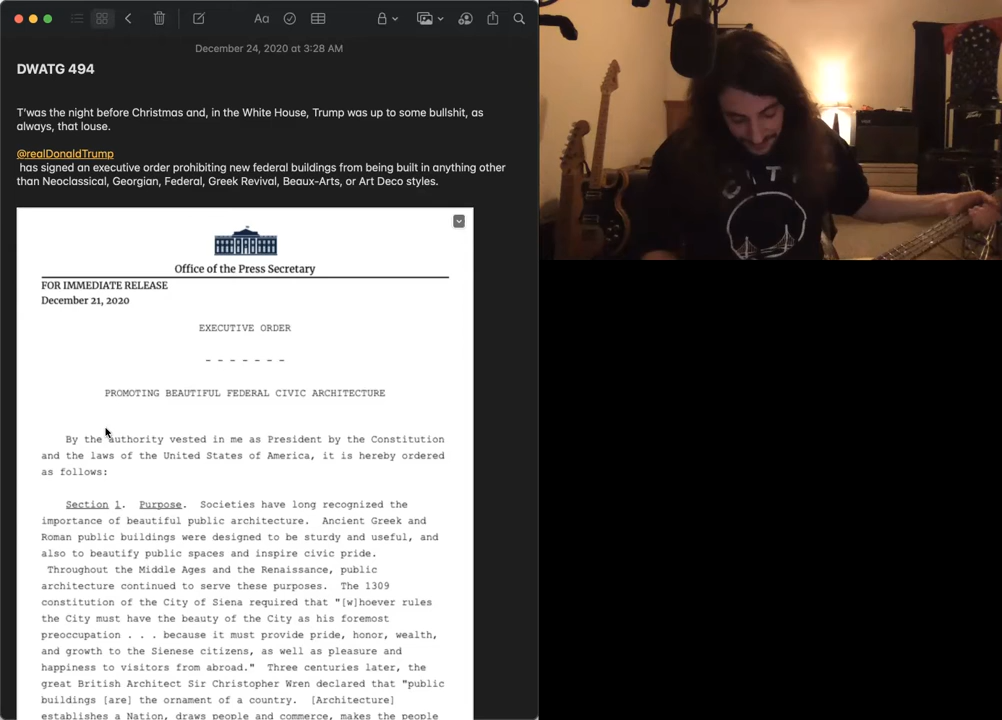 December 24, 2020 at 3:28 AM
DWATG 494
T'was the night before Christmas and, in the White House, Trump was up to some bullshit, as
always, that louse.
@realDonaldTrump
has signed an executive order prohibiting new federal buildings from being built in anything other
than Neoclassical, Georgian, Federal, Greek Revival, Beaux-Arts, or Art Deco styles.
Office of the Press Secretary
FOR IMMEDIATE RELEASE
December 21, 2020
EXECUTIVE ORDER
- - - - - - -
PROMOTING BEAUTIFUL FEDERAL CIVIC ARCHITECTURE
By the authority vested in me as President by the Constitution
and the laws of the United States of America, it is hereby ordered
as follows:
Section 1. Purpose. Societies have long recognized the
importance of beautiful public architecture. Ancient Greek and
Roman public buildings were designed to be sturdy and useful, and
also to beautify public spaces and inspire civic pride.
Throughout the Middle Ages and the Renaissance, public
architecture continued to serve these purposes. The 1309
constitution of the City of Siena required that "[w]hoever rules
the City must have the beauty of the City as his foremost
preoccupation . . . because it must provide pride, honor, wealth,
and growth to the Sienese citizens, as well as pleasure and
happiness to visitors from abroad." Three centuries later, the
great British Architect Sir Christopher Wren declared that "public
buildings [are] the ornament of a country. [Architecture]
establishes a Nation, draws people and commerce, makes the people
Aa
CITY